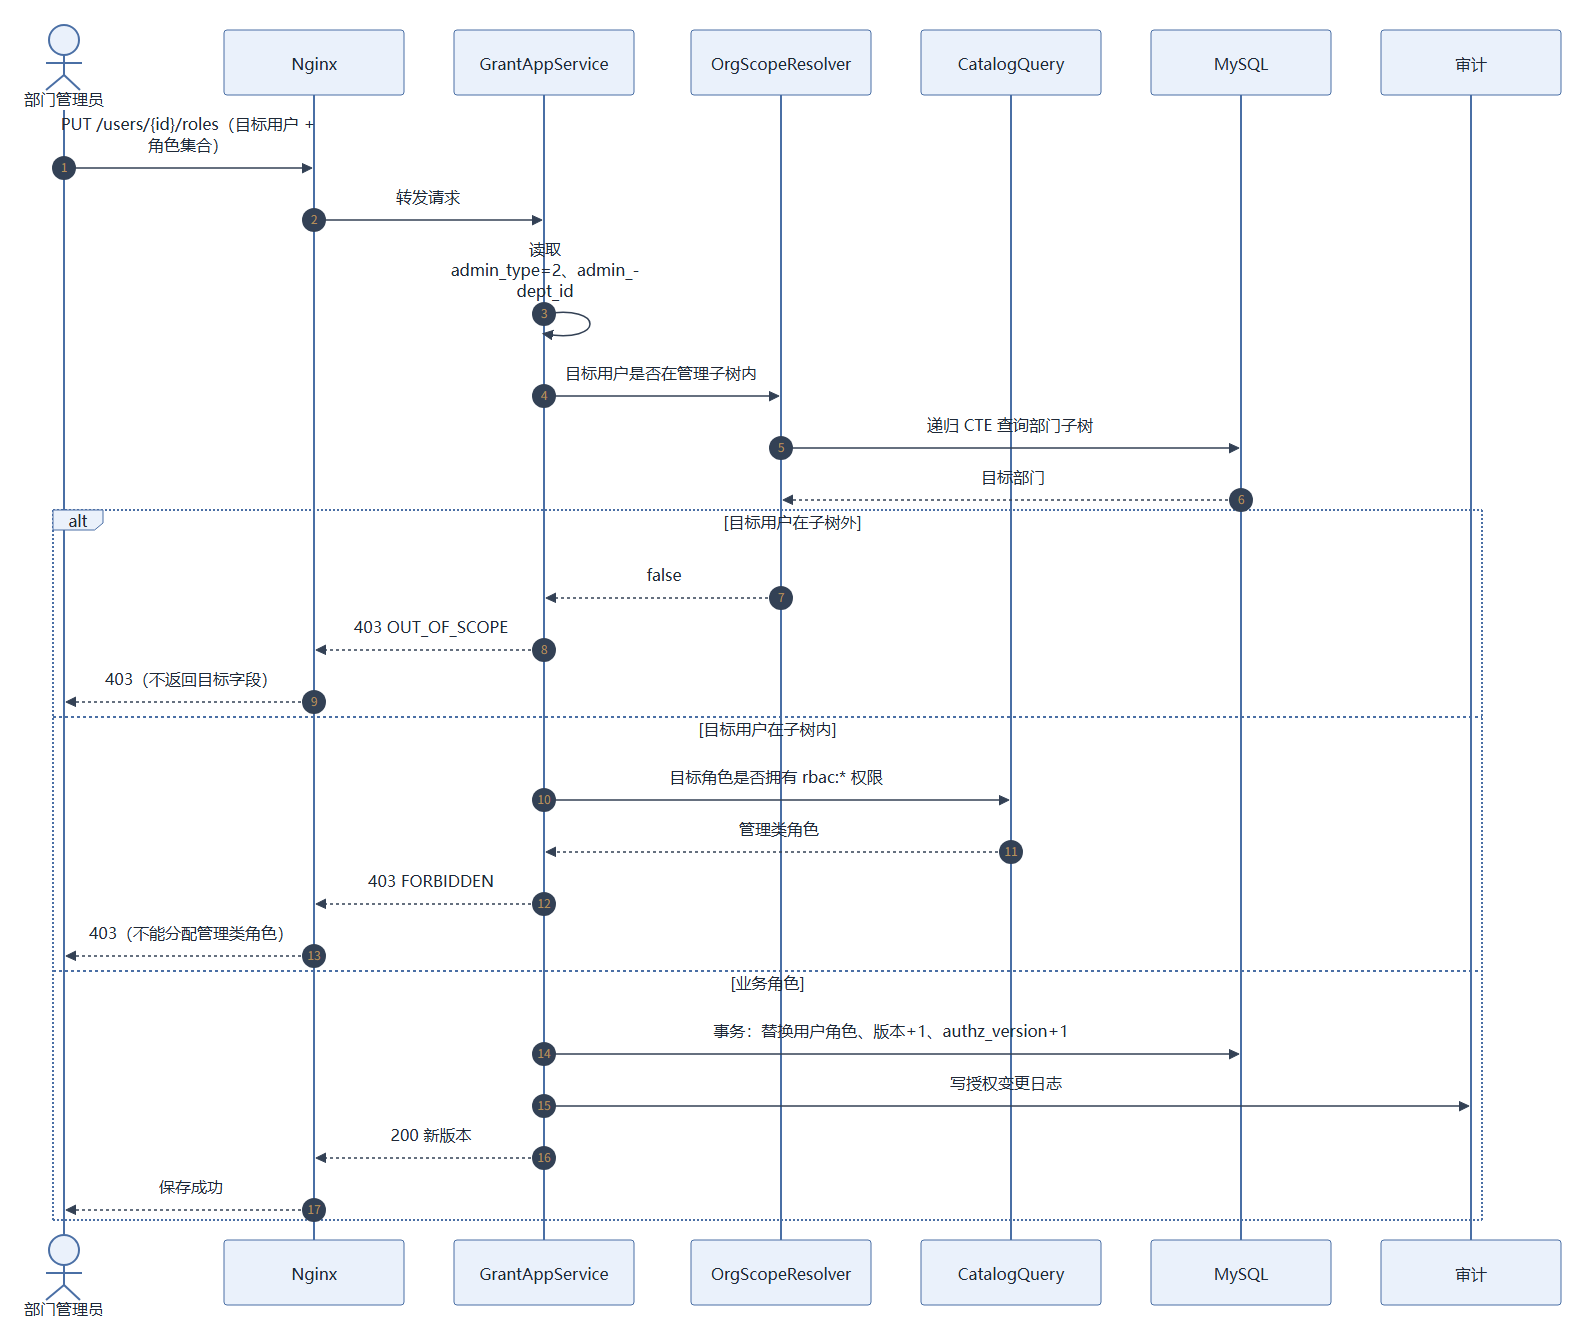 部门管理员
Nginx
GrantAppService
OrgScopeResolver
CatalogQuery
MySQL
审计
PUT /users/{id}/roles（目标用户 +
角色集合）
1
转发请求
2
读取
admin_type=2、admin_-
dept_id
3
目标用户是否在管理子树内
4
递归 CTE 查询部门子树
5
目标部门
6
alt
[目标用户在子树外]
false
7
403 OUT_OF_SCOPE
8
403（不返回目标字段）
9
[目标用户在子树内]
目标角色是否拥有 rbac:* 权限
10
管理类角色
11
403 FORBIDDEN
12
403（不能分配管理类角色）
13
[业务角色]
事务：替换用户角色、版本+1、authz_version+1
14
写授权变更日志
15
200 新版本
16
保存成功
17
部门管理员
Nginx
GrantAppService
OrgScopeResolver
CatalogQuery
MySQL
审计